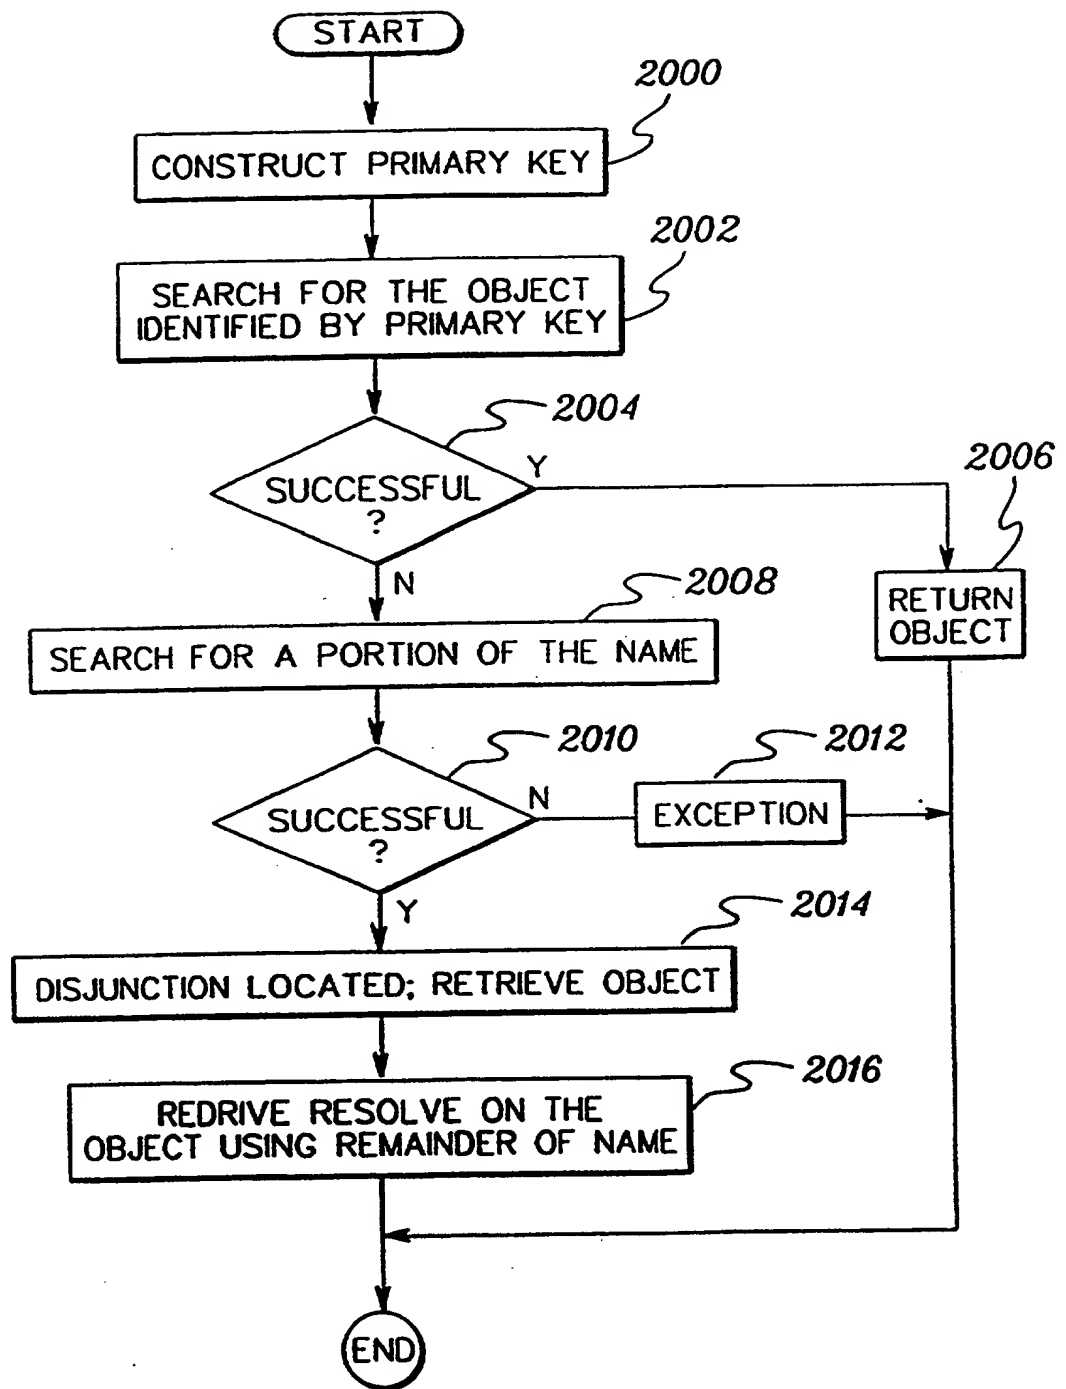 START
2000
CONSTRUCT PRIMARY KEY
2002
SEARCH FOR THE OBJECT
IDENTIFIED BY PRIMARY KEY
2004
SUCCESSFUL
?
Y
2006
RETURN
OBJECT
N
2008
SEARCH FOR A PORTION OF THE NAME
2010
SUCCESSFUL
?
N
2012
EXCEPTION
Y
2014
DISJUNCTION LOCATED; RETRIEVE OBJECT
2016
REDRIVE RESOLVE ON THE
OBJECT USING REMAINDER OF NAME
END